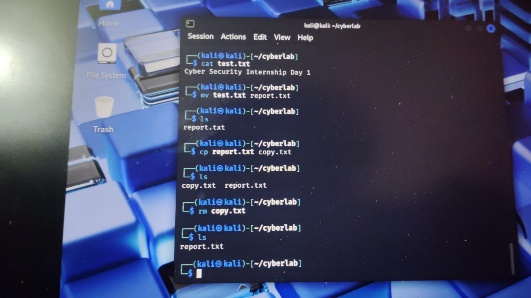 Home
File System
Trash
kali@kali: ~/cyberlab
Session Actions Edit View Help
┌──(kali㉿kali)-[~/cyberlab]
└─$ cat test.txt
Cyber Security Internship Day 1
┌──(kali㉿kali)-[~/cyberlab]
└─$ mv test.txt report.txt
┌──(kali㉿kali)-[~/cyberlab]
└─$ ls
report.txt
┌──(kali㉿kali)-[~/cyberlab]
└─$ cp report.txt copy.txt
┌──(kali㉿kali)-[~/cyberlab]
└─$ ls
copy.txt  report.txt
┌──(kali㉿kali)-[~/cyberlab]
└─$ rm copy.txt
┌──(kali㉿kali)-[~/cyberlab]
└─$ ls
report.txt
┌──(kali㉿kali)-[~/cyberlab]
└─$